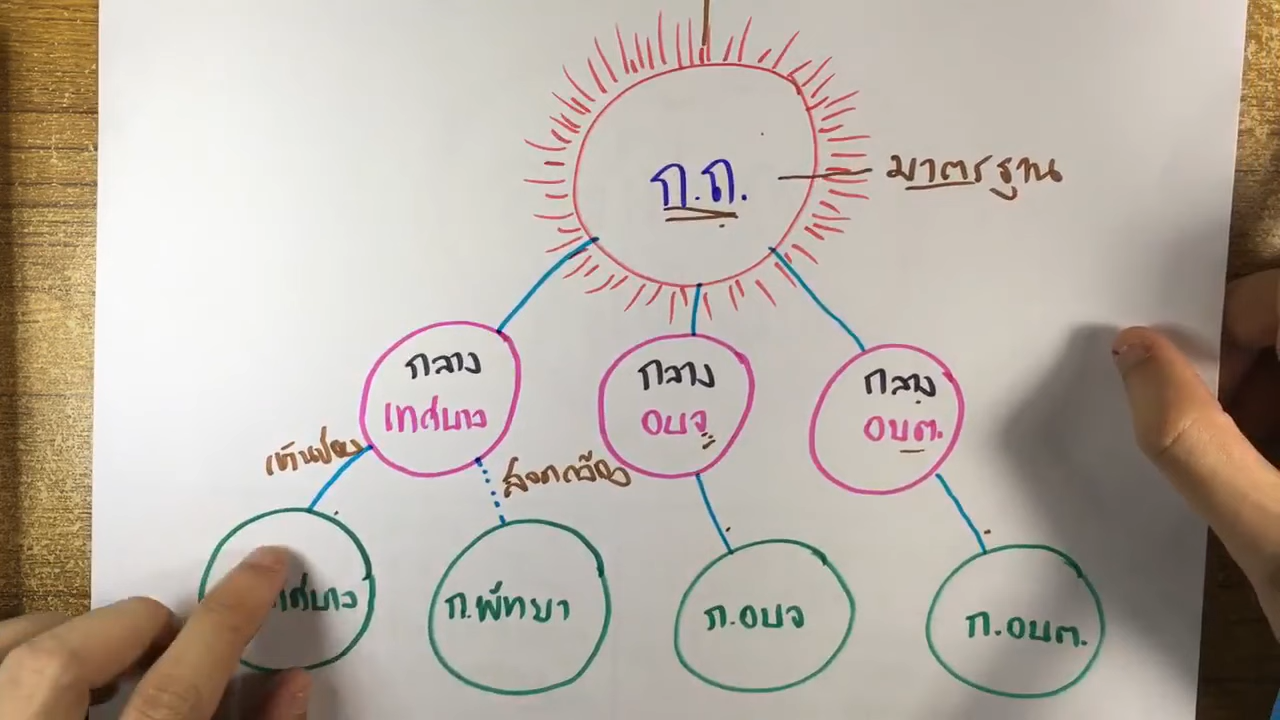 ก.ถ.
มาตรฐาน
กลาง
เทศบาล
กลาง
อบจ
กลาง
อบต.
เห็นชอบ
สอดคล้อง
ก.พัทยา
ก.อบจ
ก.อบต.